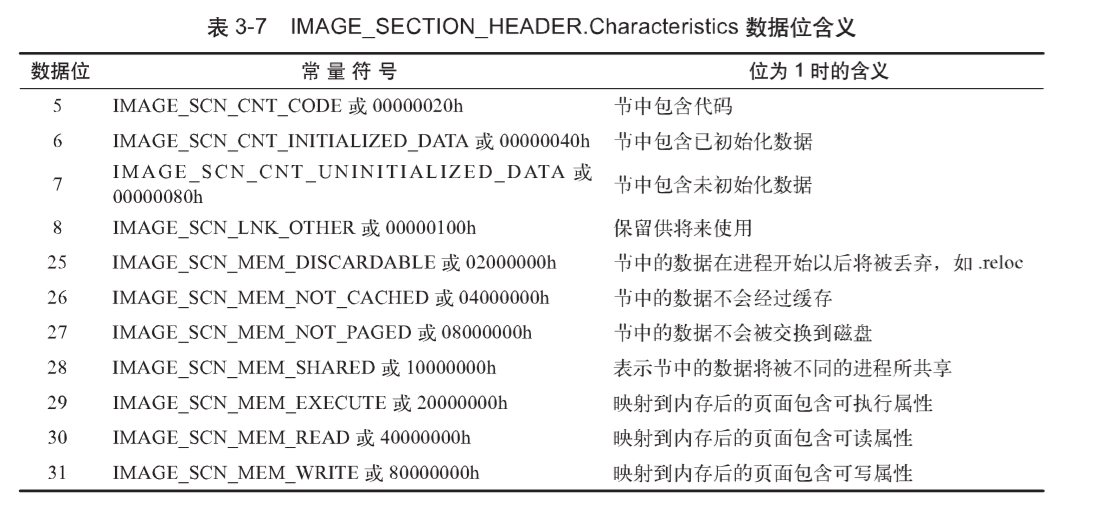 表 3-7 IMAGE_SECTION_HEADER.Characteristics 数据位含义
数据位 常量符号 位为 1 时的含义
5 IMAGE_SCN_CNT_CODE 或 00000020h 节中包含代码
6 IMAGE_SCN_CNT_INITIALIZED_DATA 或 00000040h 节中包含已初始化数据
7 IMAGE_SCN_CNT_UNINITIALIZED_DATA 或
00000080h 节中包含未初始化数据
8 IMAGE_SCN_LNK_OTHER 或 00000100h 保留供将来使用
25 IMAGE_SCN_MEM_DISCARDABLE 或 02000000h 节中的数据在进程开始以后将被丢弃，如 .reloc
26 IMAGE_SCN_MEM_NOT_CACHED 或 04000000h 节中的数据不会经过缓存
27 IMAGE_SCN_MEM_NOT_PAGED 或 08000000h 节中的数据不会被交换到磁盘
28 IMAGE_SCN_MEM_SHARED 或 10000000h 表示节中的数据将被不同的进程所共享
29 IMAGE_SCN_MEM_EXECUTE 或 20000000h 映射到内存后的页面包含可执行属性
30 IMAGE_SCN_MEM_READ 或 40000000h 映射到内存后的页面包含可读属性
31 IMAGE_SCN_MEM_WRITE 或 80000000h 映射到内存后的页面包含可写属性